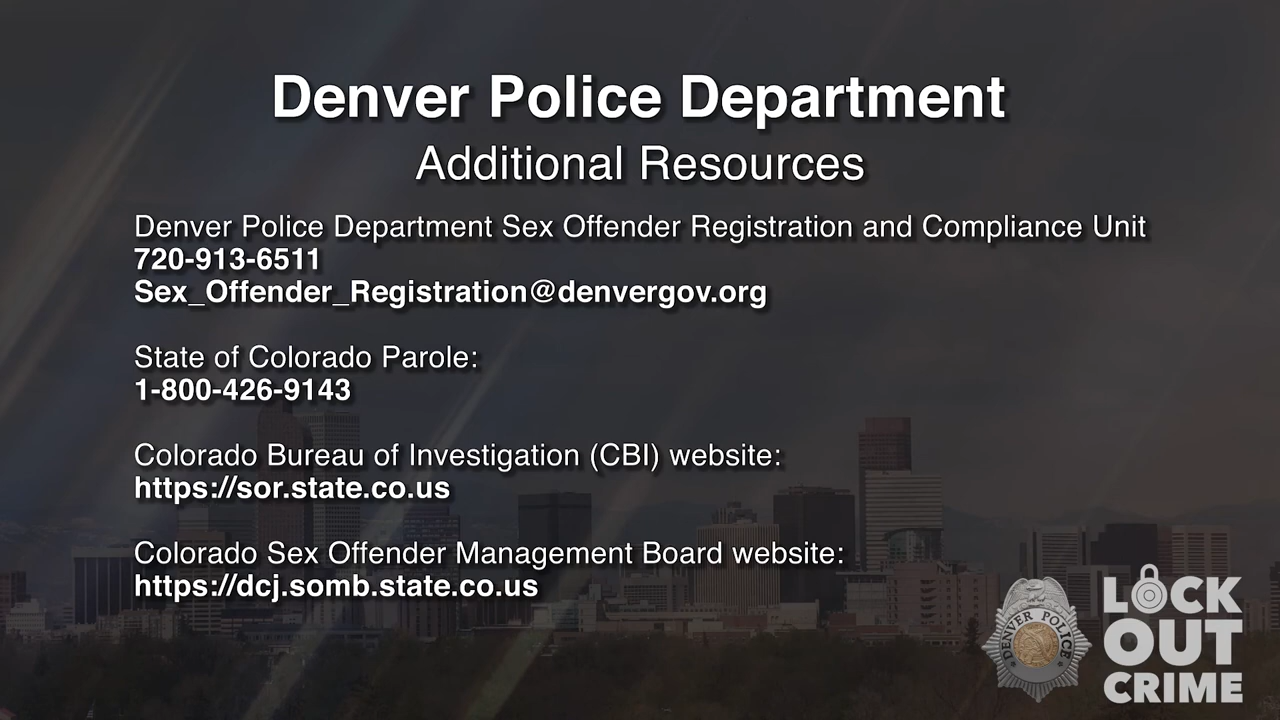 Denver Police Department
Additional Resources
Denver Police Department Sex Offender Registration and Compliance Unit
720-913-6511
Sex_Offender_Registration@denvergov.org
State of Colorado Parole:
1-800-426-9143
Colorado Bureau of Investigation (CBI) website:
https://sor.state.co.us
Colorado Sex Offender Management Board website:
https://dcj.somb.state.co.us
DENVER POLICE
LOCK
OUT
CRIME